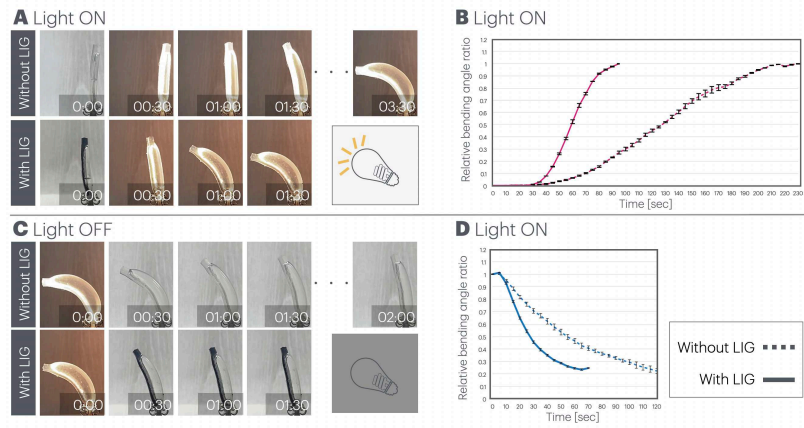 A Light ON
Without LIG
0:00
00:30
01:00
01:30
03:30
With LIG
0:00
00:30
01:00
01:30
B Light ON
Relative bending angle ratio
1.2
1.1
1
0.9
0.8
0.7
0.6
0.5
0.4
0.3
0.2
0.1
0
0 10 20 30 40 50 60 70 80 90 100 110 120 130 140 150 160 170 180 190 200 210 220 230
Time [sec]
C Light OFF
Without LIG
0:00
00:30
01:00
01:30
02:00
With LIG
0:00
00:30
01:00
01:30
D Light ON
Relative bending angle ratio
1.2
1.1
1
0.9
0.8
0.7
0.6
0.5
0.4
0.3
0.2
0.1
0
0 10 20 30 40 50 60 70 80 90 100 110 120
Time [sec]
Without LIG
With LIG